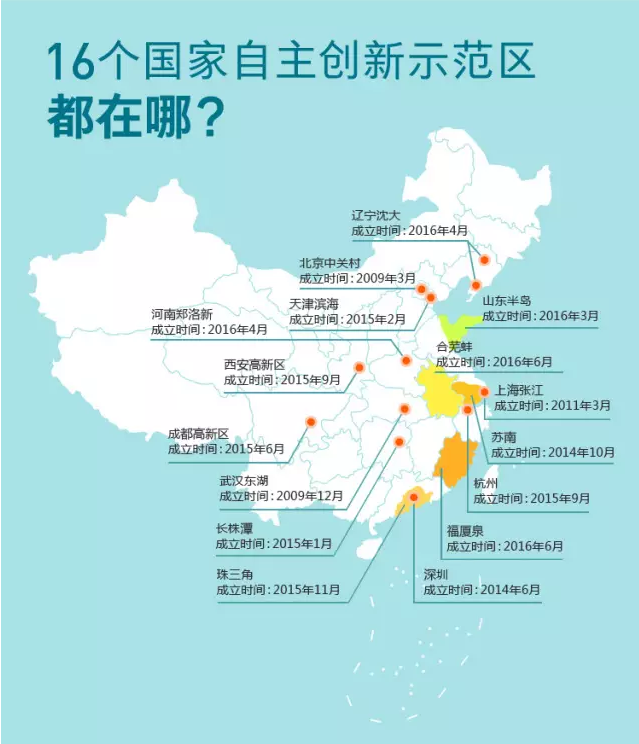 16个国家自主创新示范区
都在哪?
辽宁沈大
成立时间:2016年4月
北京中关村
成立时间:2009年3月
天津滨海
成立时间:2015年2月
山东半岛
成立时间:2016年3月
河南郑洛新
成立时间:2016年4月
合芜蚌
成立时间:2016年6月
西安高新区
成立时间:2015年9月
上海张江
成立时间:2011年3月
成都高新区
成立时间:2015年6月
苏南
成立时间:2014年10月
武汉东湖
成立时间:2009年12月
杭州
成立时间:2015年9月
长株潭
成立时间:2015年1月
福厦泉
成立时间:2016年6月
珠三角
成立时间:2015年11月
深圳
成立时间:2014年6月